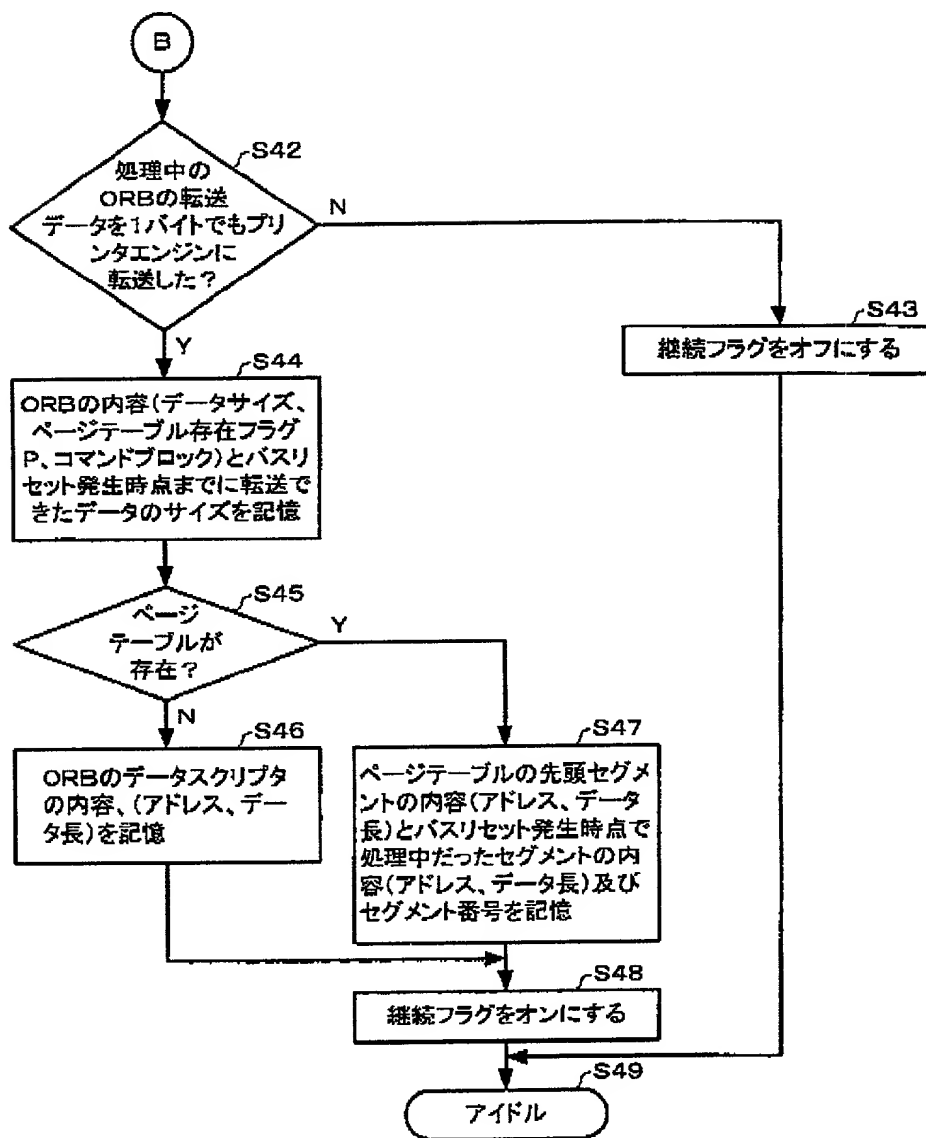 B
S42
処理中の
ORBの転送
データを1バイトでもプリ
ンタエンジンに
転送した？
N
Y
S43
継続フラグをオフにする
S44
ORBの内容(データサイズ、
ページテーブル存在フラグ
P、コマンドブロック)とバスリ
セット発生時点までに転送で
きたデータのサイズを記憶
S45
ページ
テーブルが
存在？
Y
N
S46
ORBのデータスクリプタ
の内容、(アドレス、デー
タ長)を記憶
S47
ページテーブルの先頭セグメ
ントの内容(アドレス、データ
長)とバスリセット発生時点で
処理中だったセグメントの内
容(アドレス、データ長)及び
セグメント番号を記憶
S48
継続フラグをオンにする
S49
アイドル